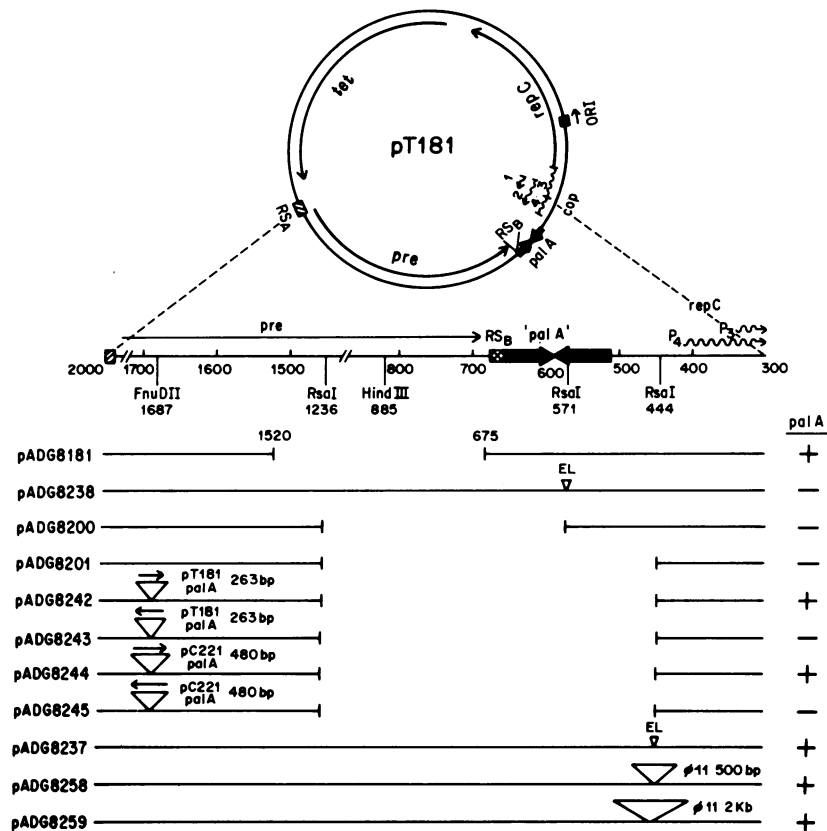 tet
repC
ORI
pT181
1
2
3
4
cop
RSA
RSB
palA
pre
repC
pre
RSB
'palA'
P4
P3
2000 1700 1600 1500 800 700 600 500 400 300
FnuDII
1687
RsaI
1236
HindIII
885
RsaI
571
RsaI
444
palA
1520
675
pADG8181 +
EL
pADG8238 −
pADG8200 −
pADG8201 −
pT181 palA 263bp
pADG8242 +
pT181 palA 263bp
pADG8243 −
pC221 palA 480bp
pADG8244 +
pC221 palA 480bp
pADG8245 −
EL
pADG8237 +
ϕ11 500bp
pADG8258 +
ϕ11 2Kb
pADG8259 +